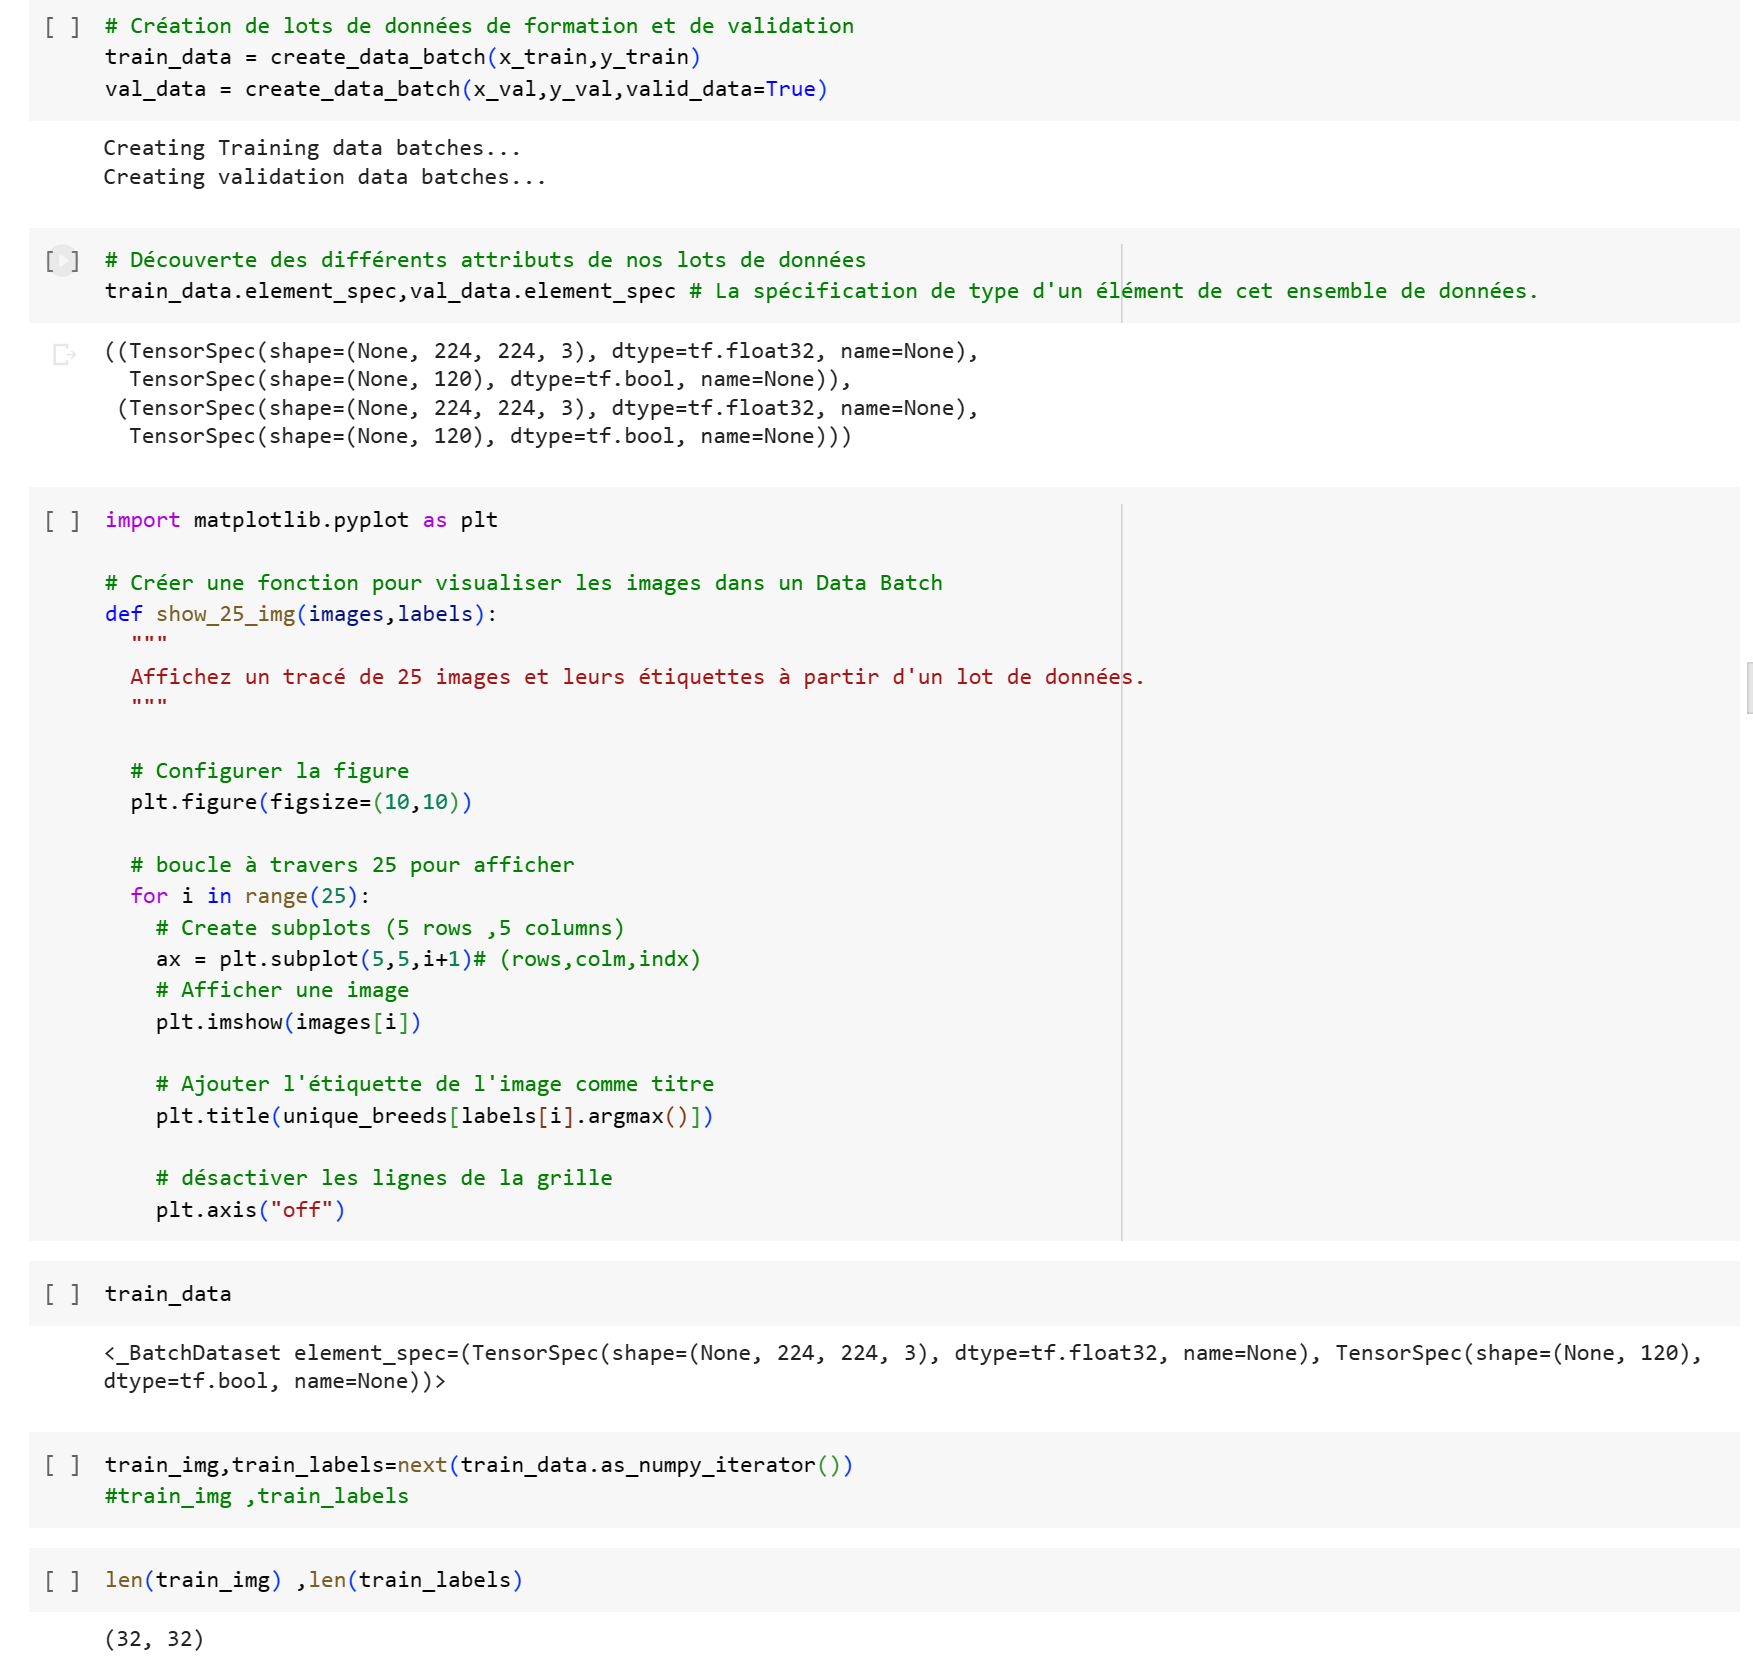 [ ] # Création de lots de données de formation et de validation
train_data = create_data_batch(x_train,y_train)
val_data = create_data_batch(x_val,y_val,valid_data=True)
Creating Training data batches...
Creating validation data batches...
[ ] # Découverte des différents attributs de nos lots de données
train_data.element_spec,val_data.element_spec # La spécification de type d'un élément de cet ensemble de données.
((TensorSpec(shape=(None, 224, 224, 3), dtype=tf.float32, name=None),
  TensorSpec(shape=(None, 120), dtype=tf.bool, name=None)),
 (TensorSpec(shape=(None, 224, 224, 3), dtype=tf.float32, name=None),
  TensorSpec(shape=(None, 120), dtype=tf.bool, name=None)))
[ ] import matplotlib.pyplot as plt
# Créer une fonction pour visualiser les images dans un Data Batch
def show_25_img(images,labels):
  """
  Affichez un tracé de 25 images et leurs étiquettes à partir d'un lot de données.
  """
  # Configurer la figure
  plt.figure(figsize=(10,10))
  # boucle à travers 25 pour afficher
  for i in range(25):
    # Create subplots (5 rows ,5 columns)
    ax = plt.subplot(5,5,i+1)# (rows,colm,indx)
    # Afficher une image
    plt.imshow(images[i])
    # Ajouter l'étiquette de l'image comme titre
    plt.title(unique_breeds[labels[i].argmax()])
    # désactiver les lignes de la grille
    plt.axis("off")
[ ] train_data
<_BatchDataset element_spec=(TensorSpec(shape=(None, 224, 224, 3), dtype=tf.float32, name=None), TensorSpec(shape=(None, 120),
dtype=tf.bool, name=None))>
[ ] train_img,train_labels=next(train_data.as_numpy_iterator())
#train_img ,train_labels
[ ] len(train_img) ,len(train_labels)
(32, 32)